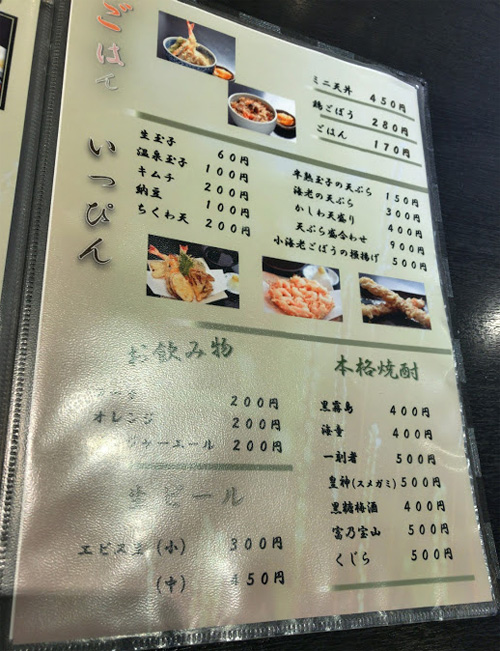 ごはん
ミニ天丼 450円
鶏ごぼう 280円
ごはん 170円
いっぴん
生玉子 60円
温泉玉子 100円
キムチ 200円
納豆 100円
ちくわ天 200円
半熟玉子の天ぷら 150円
海老の天ぷら 300円
かしわ天盛り 400円
天ぷら盛合わせ 900円
小海老ごぼうの掻揚げ 500円
お飲み物
200円
オレンジ 200円
ジンジャーエール 200円
生ビール
エビス生(小) 300円
(中) 450円
本格焼酎
黒霧島 400円
海童 400円
一刻者 500円
皇神(スメガミ) 500円
黒糖梅酒 400円
富乃宝山 500円
くじら 500円